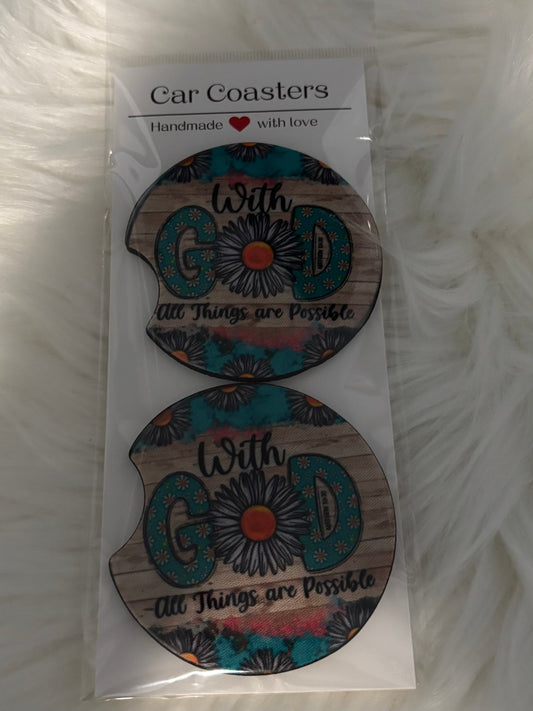 Car Coasters
Handmade with love
With
GOD
All Things are Possible
With
GOD
All Things are Possible